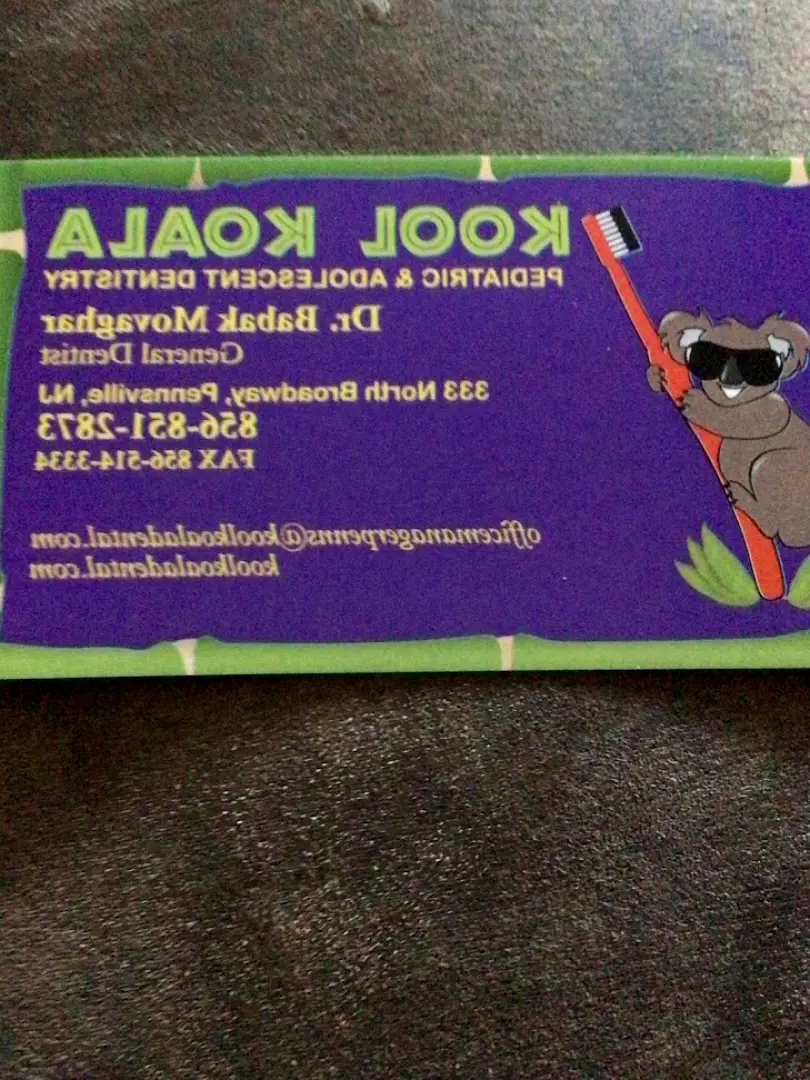 KOOL KOALA
PEDIATRIC & ADOLESCENT DENTISTRY
Dr. Babak Movaghar
General Dentist
333 North Broadway, Pennsville, NJ
856-851-2873
FAX 856-514-3334
officemanagerpenns@koolkoaladental.com
koolkoaladental.com